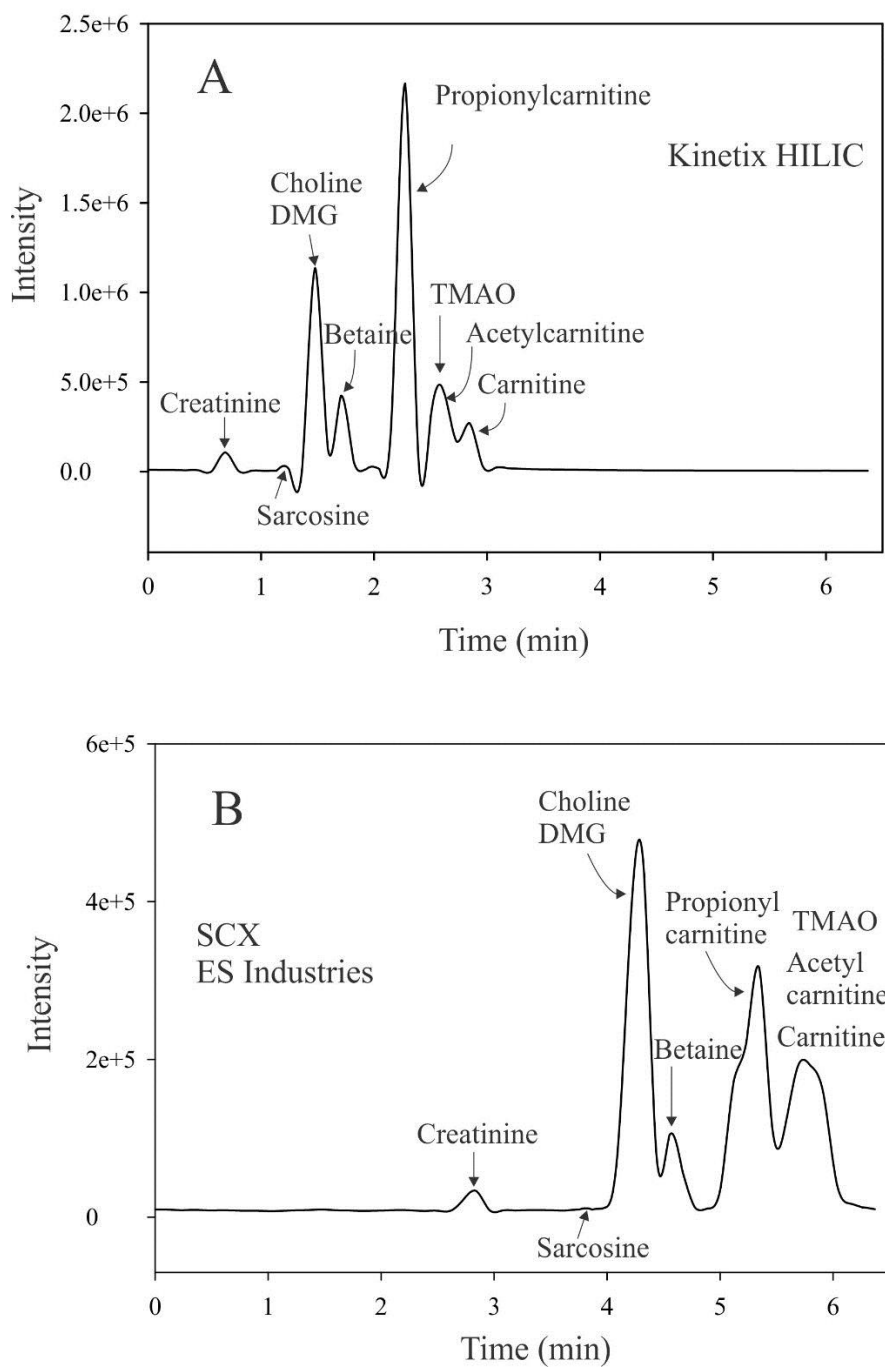 2.5e+6
A
Propionylcarnitine
2.0e+6
Kinetix HILIC
Choline
DMG
1.5e+6
Intensity
1.0e+6
TMAO
Betaine
Acetylcarnitine
5.0e+5
Creatinine
Carnitine
0.0
Sarcosine
0 1 2 3 4 5 6
Time (min)
6e+5
B
Choline
DMG
4e+5
Propionyl
carnitine
TMAO
SCX
ES Industries
Acetyl
carnitine
Intensity
Carnitine
2e+5
Betaine
Creatinine
0
Sarcosine
0 1 2 3 4 5 6
Time (min)